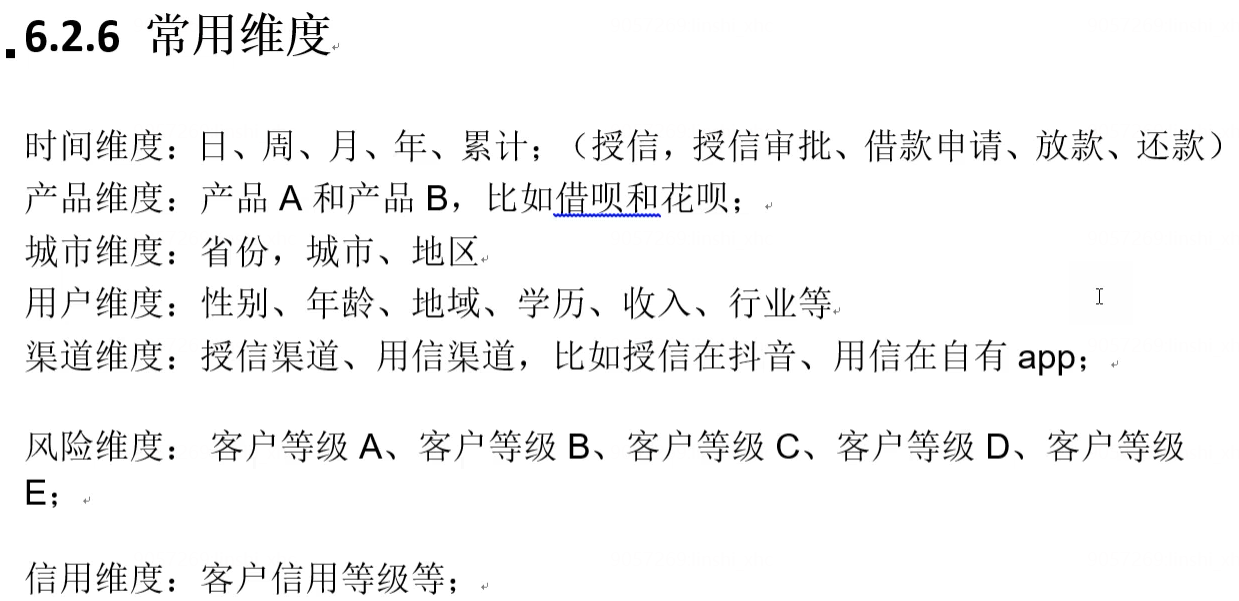 6.2.6 常用维度
时间维度：日、周、月、年、累计；（授信，授信审批、借款申请、放款、还款）
产品维度：产品 A 和产品 B，比如借呗和花呗；
城市维度：省份，城市、地区
用户维度：性别、年龄、地域、学历、收入、行业等
渠道维度：授信渠道、用信渠道，比如授信在抖音、用信在自有 app；
风险维度： 客户等级 A、客户等级 B、客户等级 C、客户等级 D、客户等级
E；
信用维度：客户信用等级等；